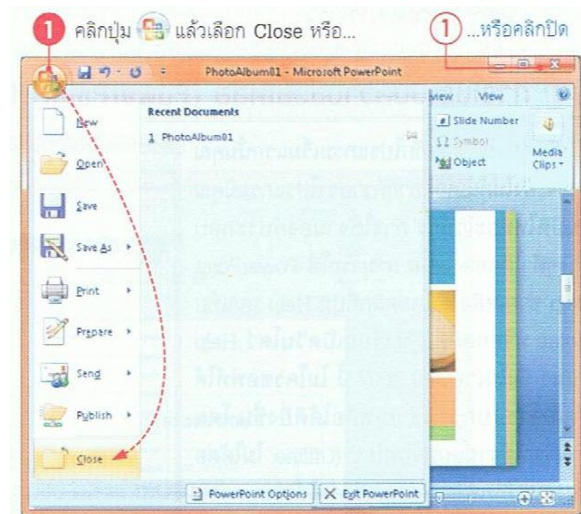 1 คลิกปุ่ม แล้วเลือก Close หรือ...
1 ...หรือคลิกปิด
PhotoAlbum01 - Microsoft PowerPoint
View
New
Recent Documents
1 PhotoAlbum01
Slide Number
Symbol
Object
Media
Clips
Open
Save
Save As
Print
Prepare
Send
Publish
Close
PowerPoint Options
Exit PowerPoint